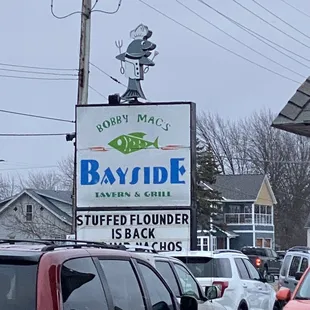 BOBBY MAC'S
BAYSIDE
TAVERN & GRILL
STUFFED FLOUNDER
IS BACK
NACHOS